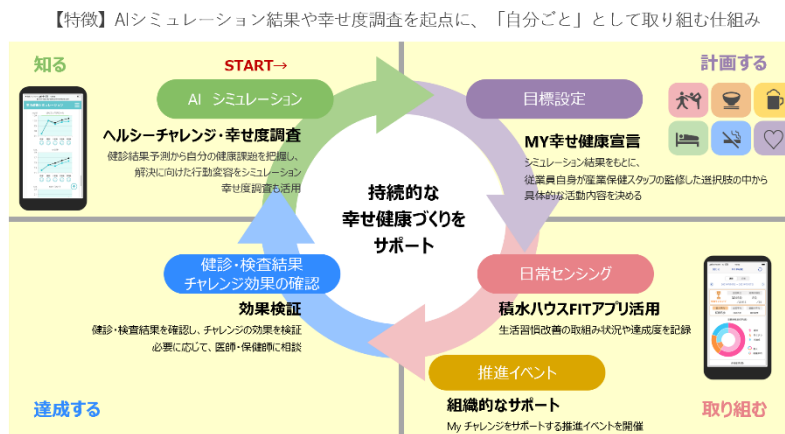 【特徴】AIシミュレーション結果や幸せ度調査を起点に、「自分ごと」として取り組む仕組み
知る
START→
AI シミュレーション
ヘルシーチャレンジ・幸せ度調査
健診結果予測から自分の健康課題を把握し、
解決に向けた行動変容をシミュレーション
幸せ度調査も活用
計画する
目標設定
MY幸せ健康宣言
シミュレーション結果をもとに、
従業員自身が産業保健スタッフの監修した選択肢の中から
具体的な活動内容を決める
持続的な
幸せ健康づくりを
サポート
健診・検査結果
チャレンジ効果の確認
効果検証
健診・検査結果を確認し、チャレンジの効果を検証
必要に応じて、医師・保健師に相談
達成する
日常センシング
積水ハウスFITアプリ活用
生活習慣改善の取組み状況や達成度を記録
推進イベント
組織的なサポート
My チャレンジをサポートする推進イベントを開催
取り組む